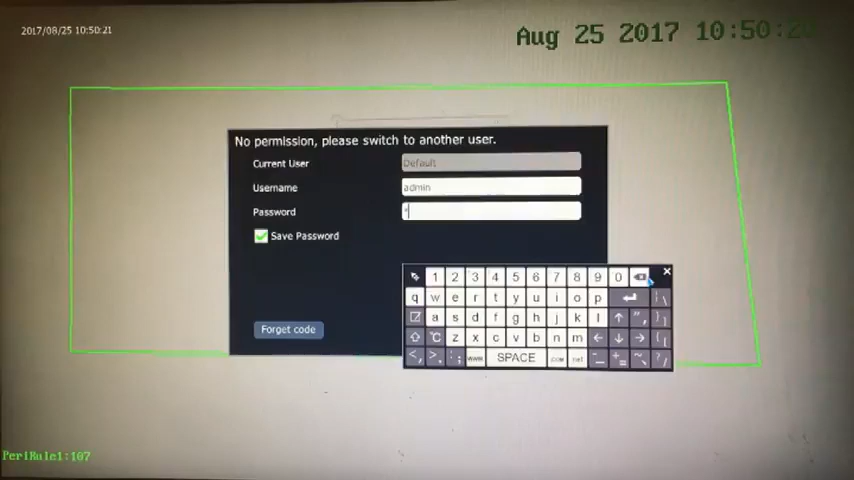 2017/08/25 10:50:21
Aug 25 2017 10:50:20
No permission, please switch to another user.
Current User
Default
Username
admin
Password
*
Save Password
1 2 3 4 5 6 7 8 9 0
q w e r t y u i o p
a s d f g h j k l
z x c v b n m
www SPACE .com .net
Forget code
PeriRule1:107